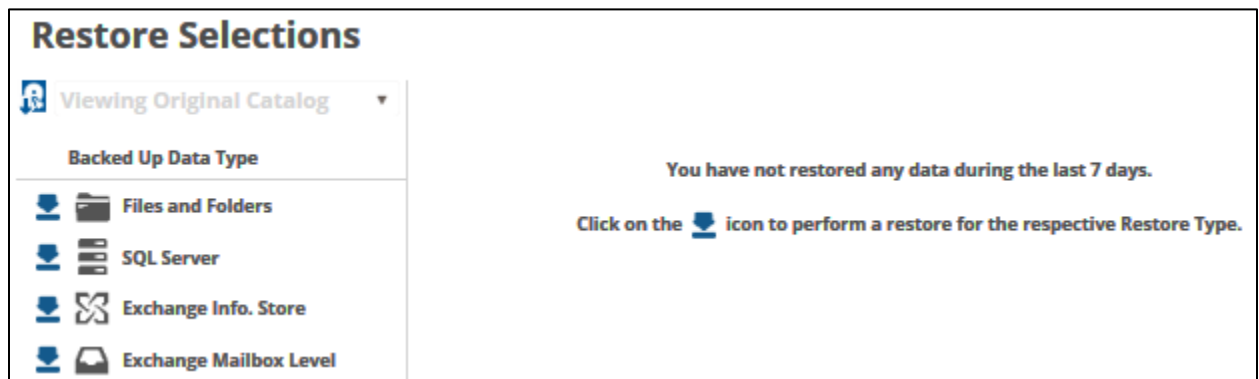 Restore Selections
Viewing Original Catalog
Backed Up Data Type
Files and Folders
SQL Server
Exchange Info. Store
Exchange Mailbox Level
You have not restored any data during the last 7 days.
Click on the icon to perform a restore for the respective Restore Type.